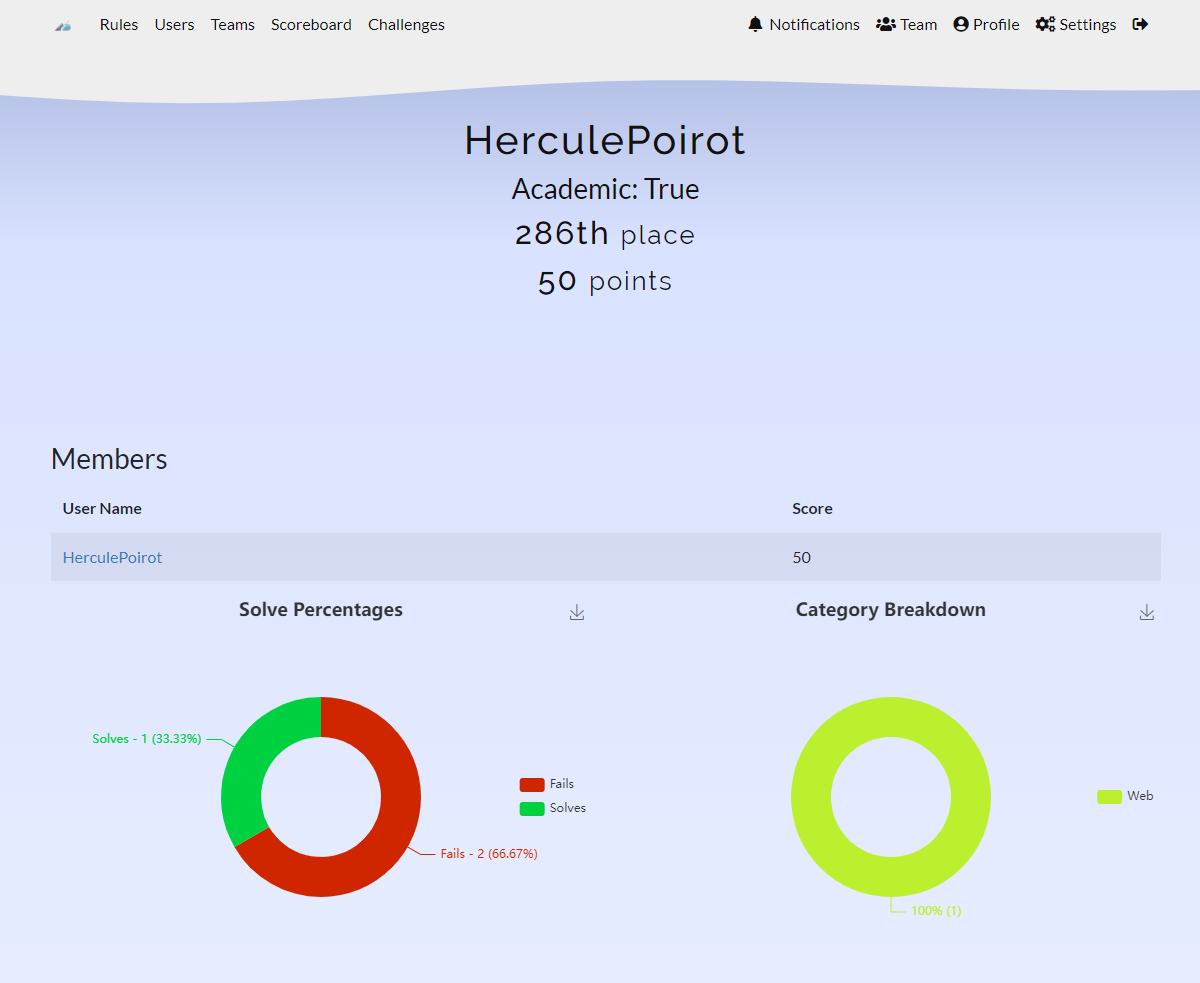 Rules Users Teams Scoreboard Challenges Notifications Team Profile Settings
HerculePoirot
Academic: True
286th place
50 points
Members
User Name Score
HerculePoirot 50
Solve Percentages Category Breakdown
Solves - 1 (33.33%)
Fails
Solves
Web
Fails - 2 (66.67%)
100% (1)